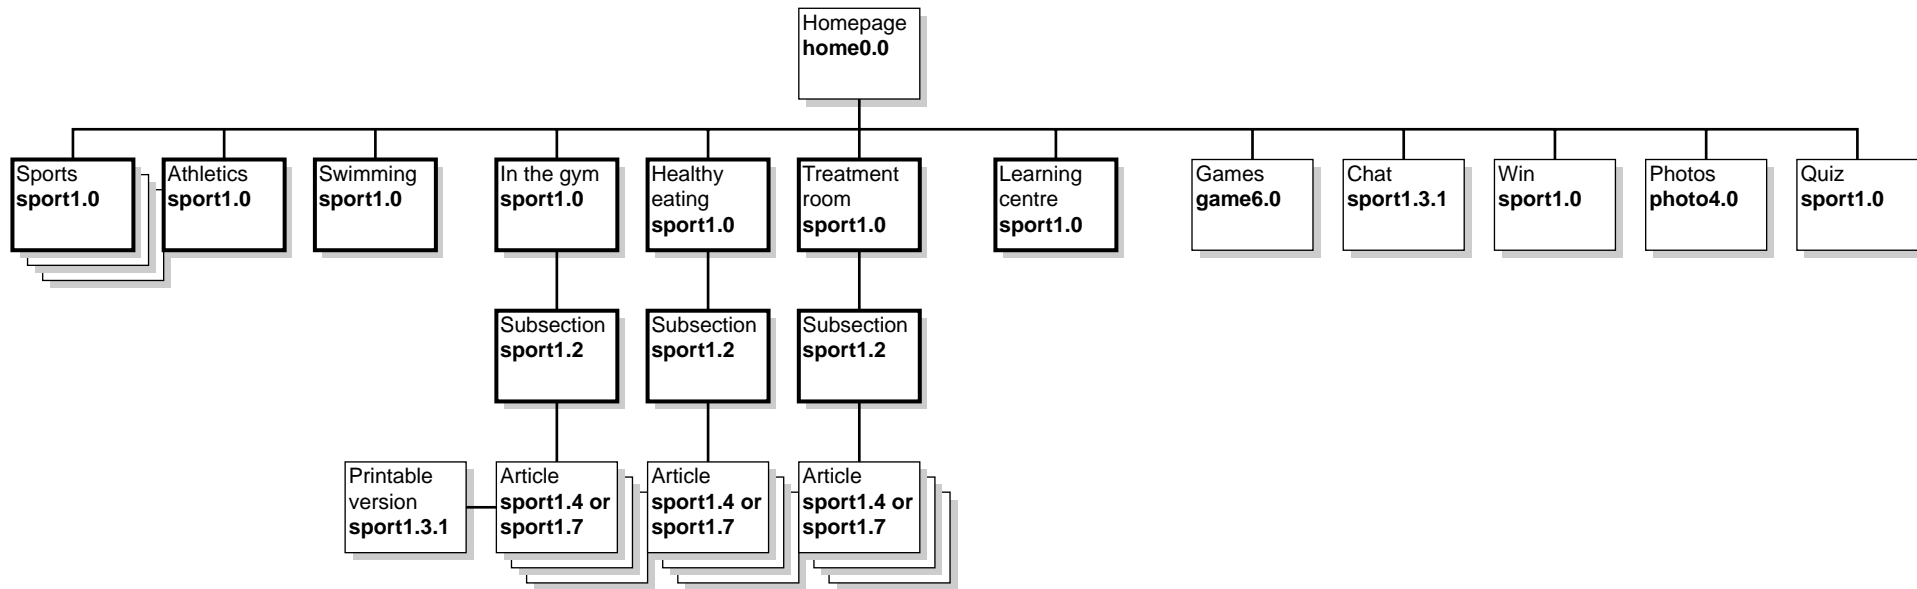 Homepage
home0.0
Sports
sport1.0
Athletics
sport1.0
Swimming
sport1.0
In the gym
sport1.0
Healthy
eating
sport1.0
Treatment
room
sport1.0
Learning
centre
sport1.0
Games
game6.0
Chat
sport1.3.1
Win
sport1.0
Photos
photo4.0
Quiz
sport1.0
Subsection
sport1.2
Subsection
sport1.2
Subsection
sport1.2
Printable
version
sport1.3.1
Article
sport1.4 or
sport1.7
Article
sport1.4 or
sport1.7
Article
sport1.4 or
sport1.7